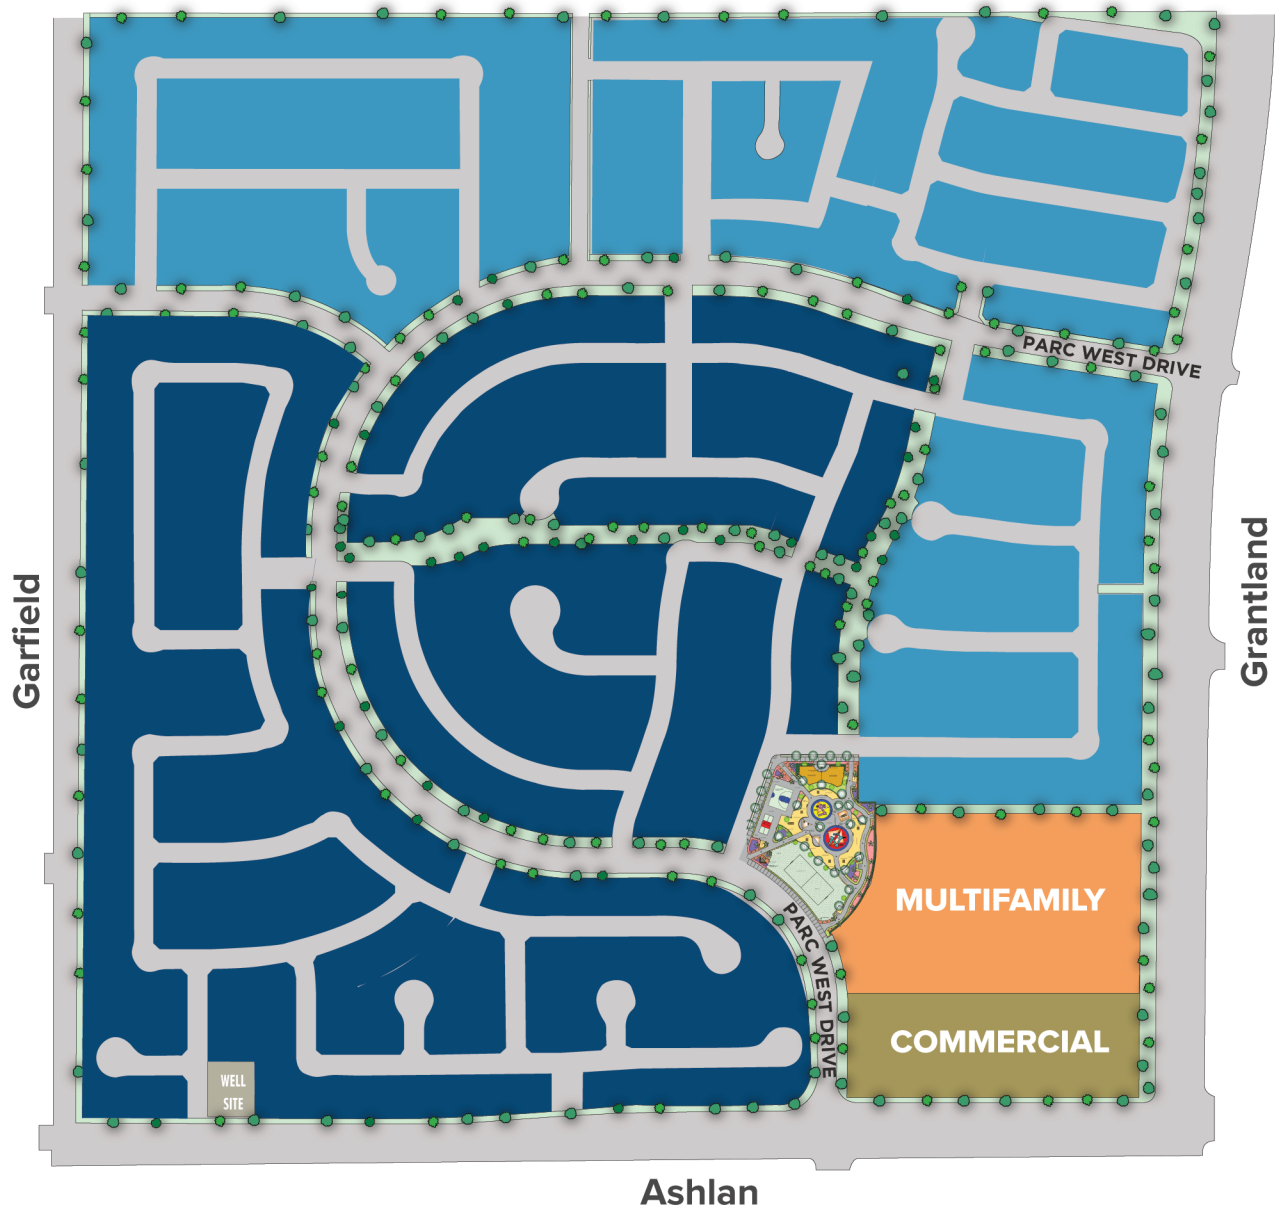 PARC WEST DRIVE
Garfield
Grantland
MULTIFAMILY
PARC WEST DRIVE
COMMERCIAL
WELL
SITE
Ashlan